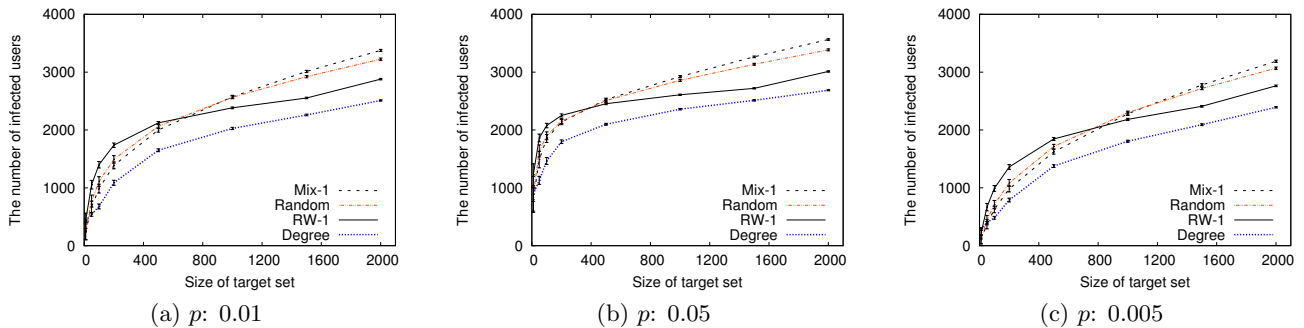 The number of infected users
4000
3000
2000
1000
0
0 400 800 1200 1600 2000
Size of target set
Mix-1
Random
RW-1
Degree
(a) p: 0.01
The number of infected users
4000
3000
2000
1000
0
0 400 800 1200 1600 2000
Size of target set
Mix-1
Random
RW-1
Degree
(b) p: 0.05
The number of infected users
4000
3000
2000
1000
0
0 400 800 1200 1600 2000
Size of target set
Mix-1
Random
RW-1
Degree
(c) p: 0.005